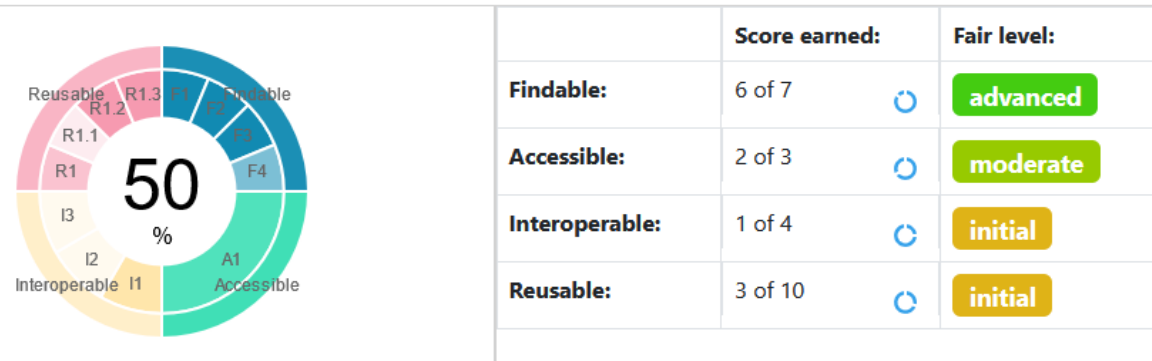 Reusable
R1.3
F1
Findable
R1.2
F2
R1.1
F3
R1
50
F4
I3
%
I2
A1
Interoperable
I1
Accessible
Score earned:
Fair level:
Findable:
6 of 7
advanced
Accessible:
2 of 3
moderate
Interoperable:
1 of 4
initial
Reusable:
3 of 10
initial